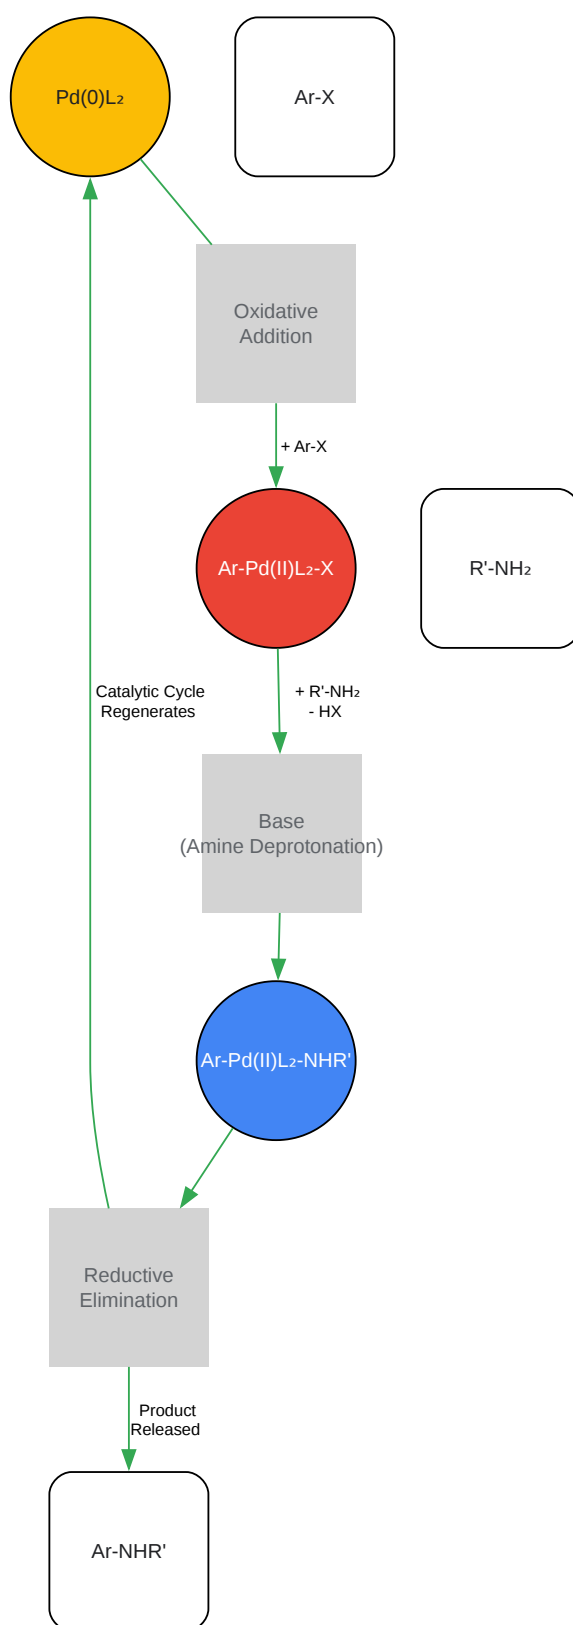 Pd(0)L₂
Ar-X
Oxidative
Addition
+ Ar-X
Ar-Pd(II)L₂-X
R'-NH₂
Catalytic Cycle
Regenerates
+ R'-NH₂
- HX
Base
(Amine Deprotonation)
Ar-Pd(II)L₂-NHR'
Reductive
Elimination
Product
Released
Ar-NHR'